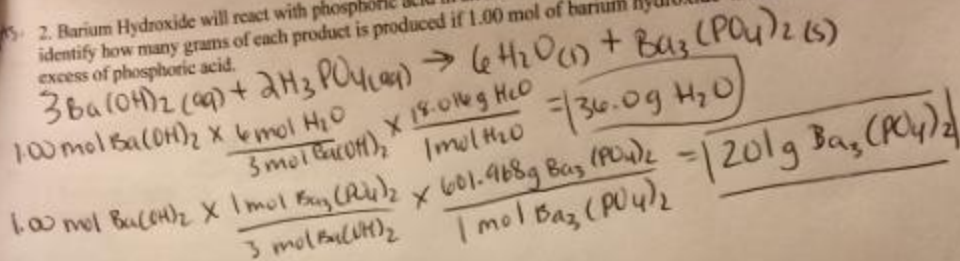 2. Barium Hydroxide will react with phosphoric
identify how many grams of each product is produced if 1.00 mol of barium
excess of phosphoric acid.
3Ba(OH)2 (aq) + 2H3PO4(aq) → 6H2O(l) + Ba3(PO4)2 (s)
1.00 mol Ba(OH)2 × 6 mol H2O / 3 mol Ba(OH)2 × 18.016 g H2O / 1 mol H2O = 36.0g H2O
1.00 mol Ba(OH)2 × 1 mol Ba3(PO4)2 / 3 mol Ba(OH)2 × 601.968g Ba3(PO4)2 / 1 mol Ba3(PO4)2 = 201g Ba3(PO4)2